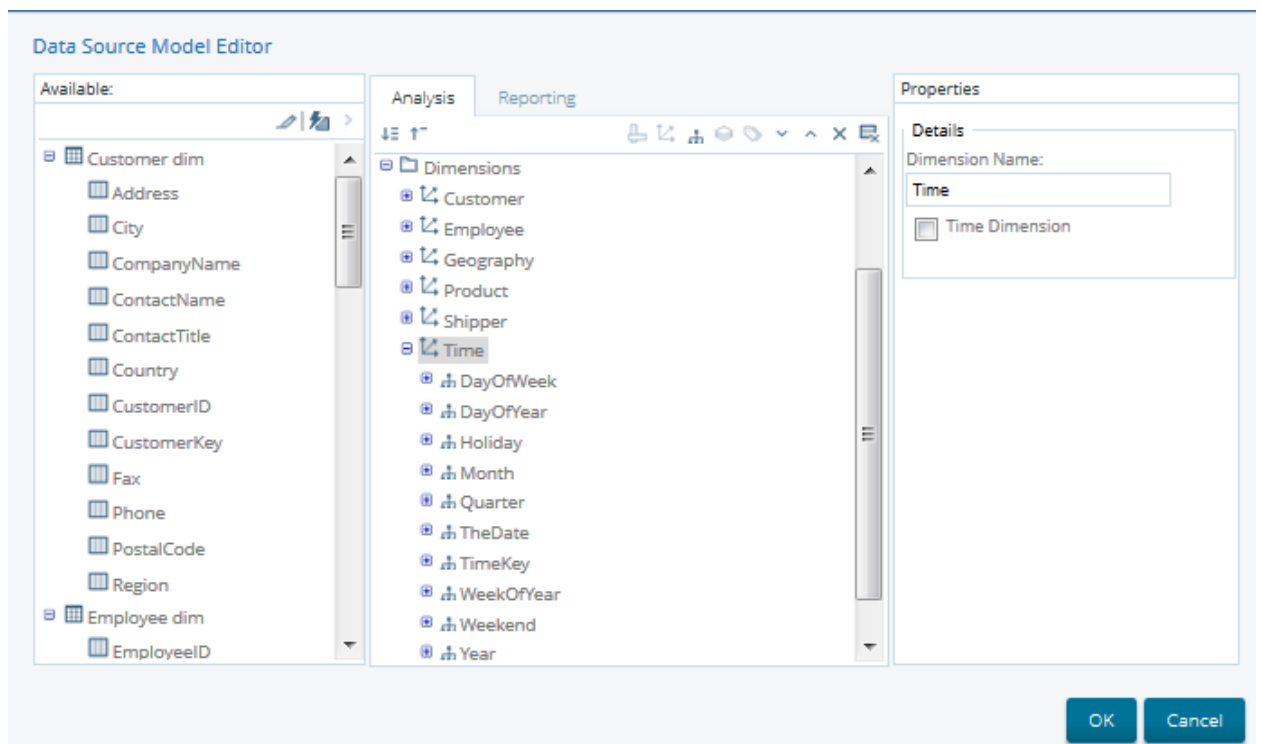 Data Source Model Editor
Available:
Customer dim
Address
City
CompanyName
ContactName
ContactTitle
Country
CustomerID
CustomerKey
Fax
Phone
PostalCode
Region
Employee dim
EmployeeID
Analysis Reporting
Dimensions
Customer
Employee
Geography
Product
Shipper
Time
DayOfWeek
DayOfYear
Holiday
Month
Quarter
TheDate
TimeKey
WeekOfYear
Weekend
Year
Properties
Details
Dimension Name:
Time
Time Dimension
OK Cancel